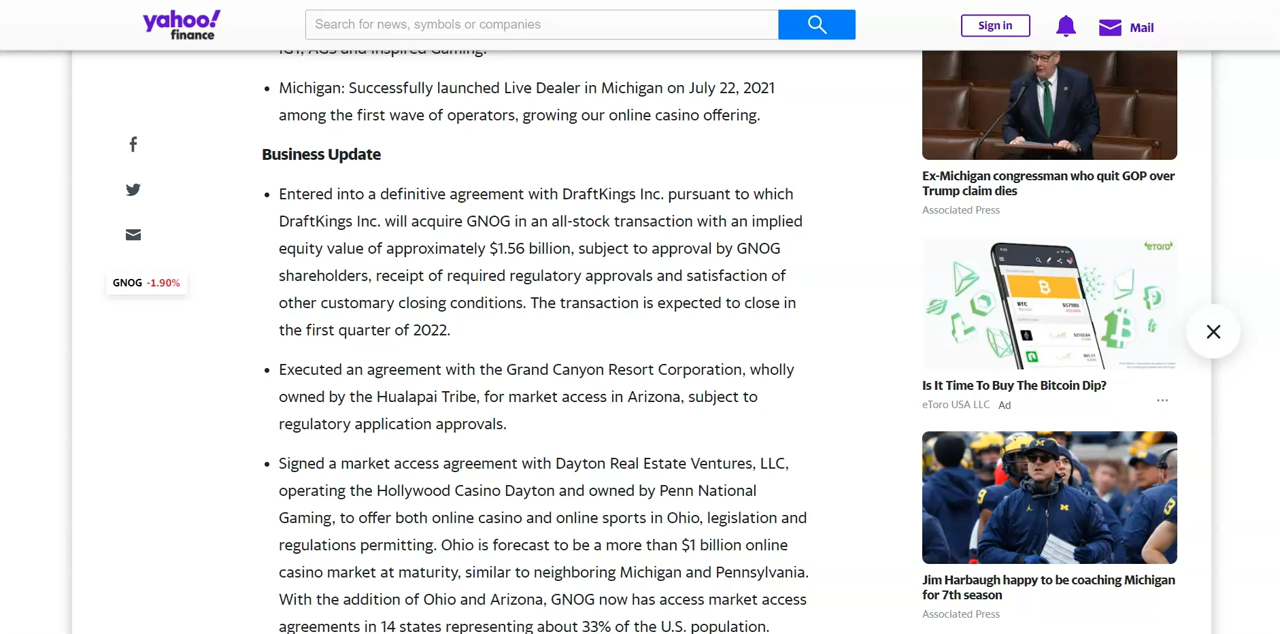 yahoo!
finance
Search for news, symbols or companies
Sign in
Mail
IGT, AGS and Inspired Gaming.
• Michigan: Successfully launched Live Dealer in Michigan on July 22, 2021
among the first wave of operators, growing our online casino offering.
Business Update
• Entered into a definitive agreement with DraftKings Inc. pursuant to which
DraftKings Inc. will acquire GNOG in an all-stock transaction with an implied
equity value of approximately $1.56 billion, subject to approval by GNOG
shareholders, receipt of required regulatory approvals and satisfaction of
other customary closing conditions. The transaction is expected to close in
the first quarter of 2022.
• Executed an agreement with the Grand Canyon Resort Corporation, wholly
owned by the Hualapai Tribe, for market access in Arizona, subject to
regulatory application approvals.
• Signed a market access agreement with Dayton Real Estate Ventures, LLC,
operating the Hollywood Casino Dayton and owned by Penn National
Gaming, to offer both online casino and online sports in Ohio, legislation and
regulations permitting. Ohio is forecast to be a more than $1 billion online
casino market at maturity, similar to neighboring Michigan and Pennsylvania.
With the addition of Ohio and Arizona, GNOG now has access market access
agreements in 14 states representing about 33% of the U.S. population.
GNOG -1.90%
Ex-Michigan congressman who quit GOP over
Trump claim dies
Associated Press
eToro
BTC
Is It Time To Buy The Bitcoin Dip?
eToro USA LLC Ad
Jim Harbaugh happy to be coaching Michigan
for 7th season
Associated Press